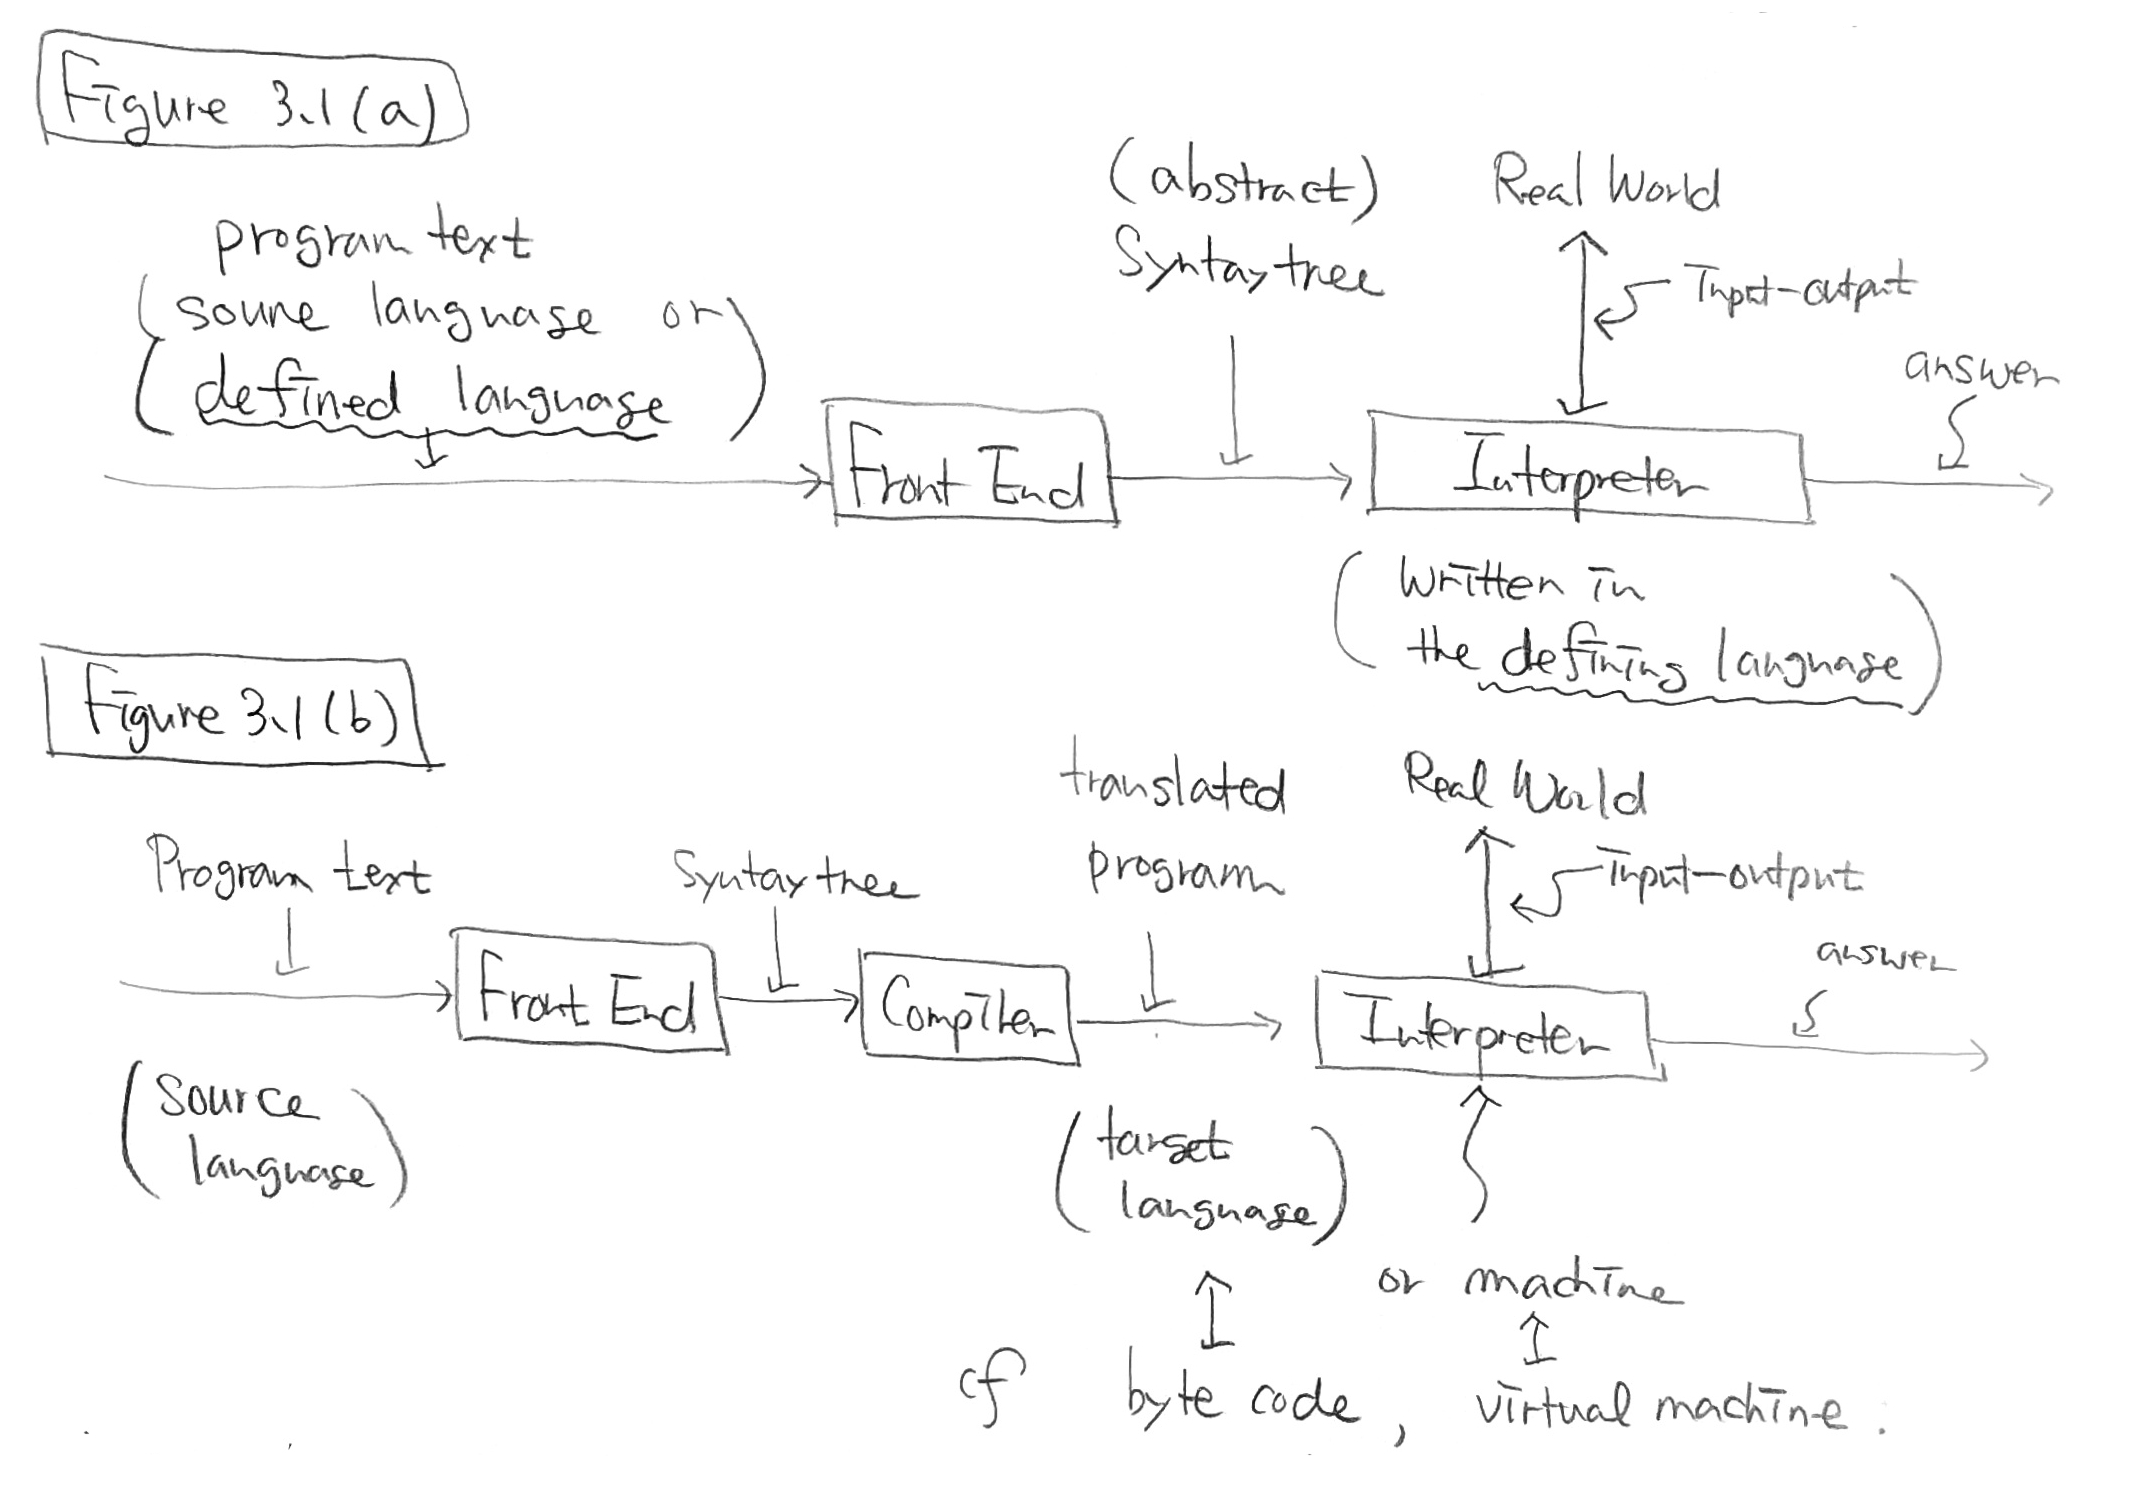 Figure 3.1(a)
program text
(source language or
defined language)
(abstract)
Syntax tree
Real World
Input-output
answer
Front End
Interpreter
(written in
the defining language)
Figure 3.1(b)
Program text
Syntax tree
translated
program
Real World
Input-output
answer
Front End
Compiler
Interpreter
(source
language)
(target
language)
or machine
cf byte code, virtual machine.